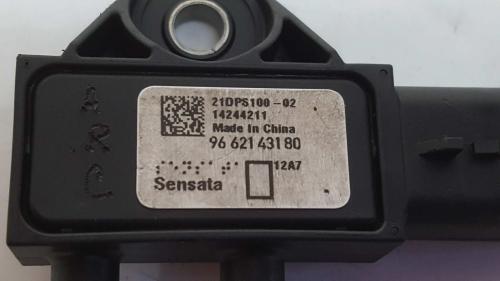 21DPS100-02
14244211
Made In China
96 621 431 80
12A7
Sensata